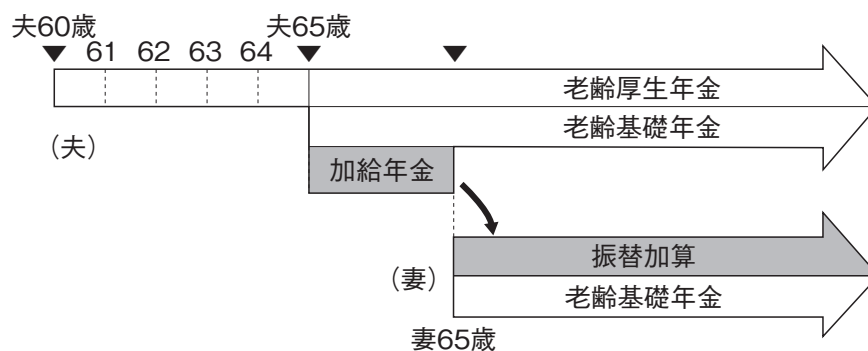 夫60歳
夫65歳
61
62
63
64
老齢厚生年金
(夫)
老齢基礎年金
加給年金
振替加算
(妻)
老齢基礎年金
妻65歳